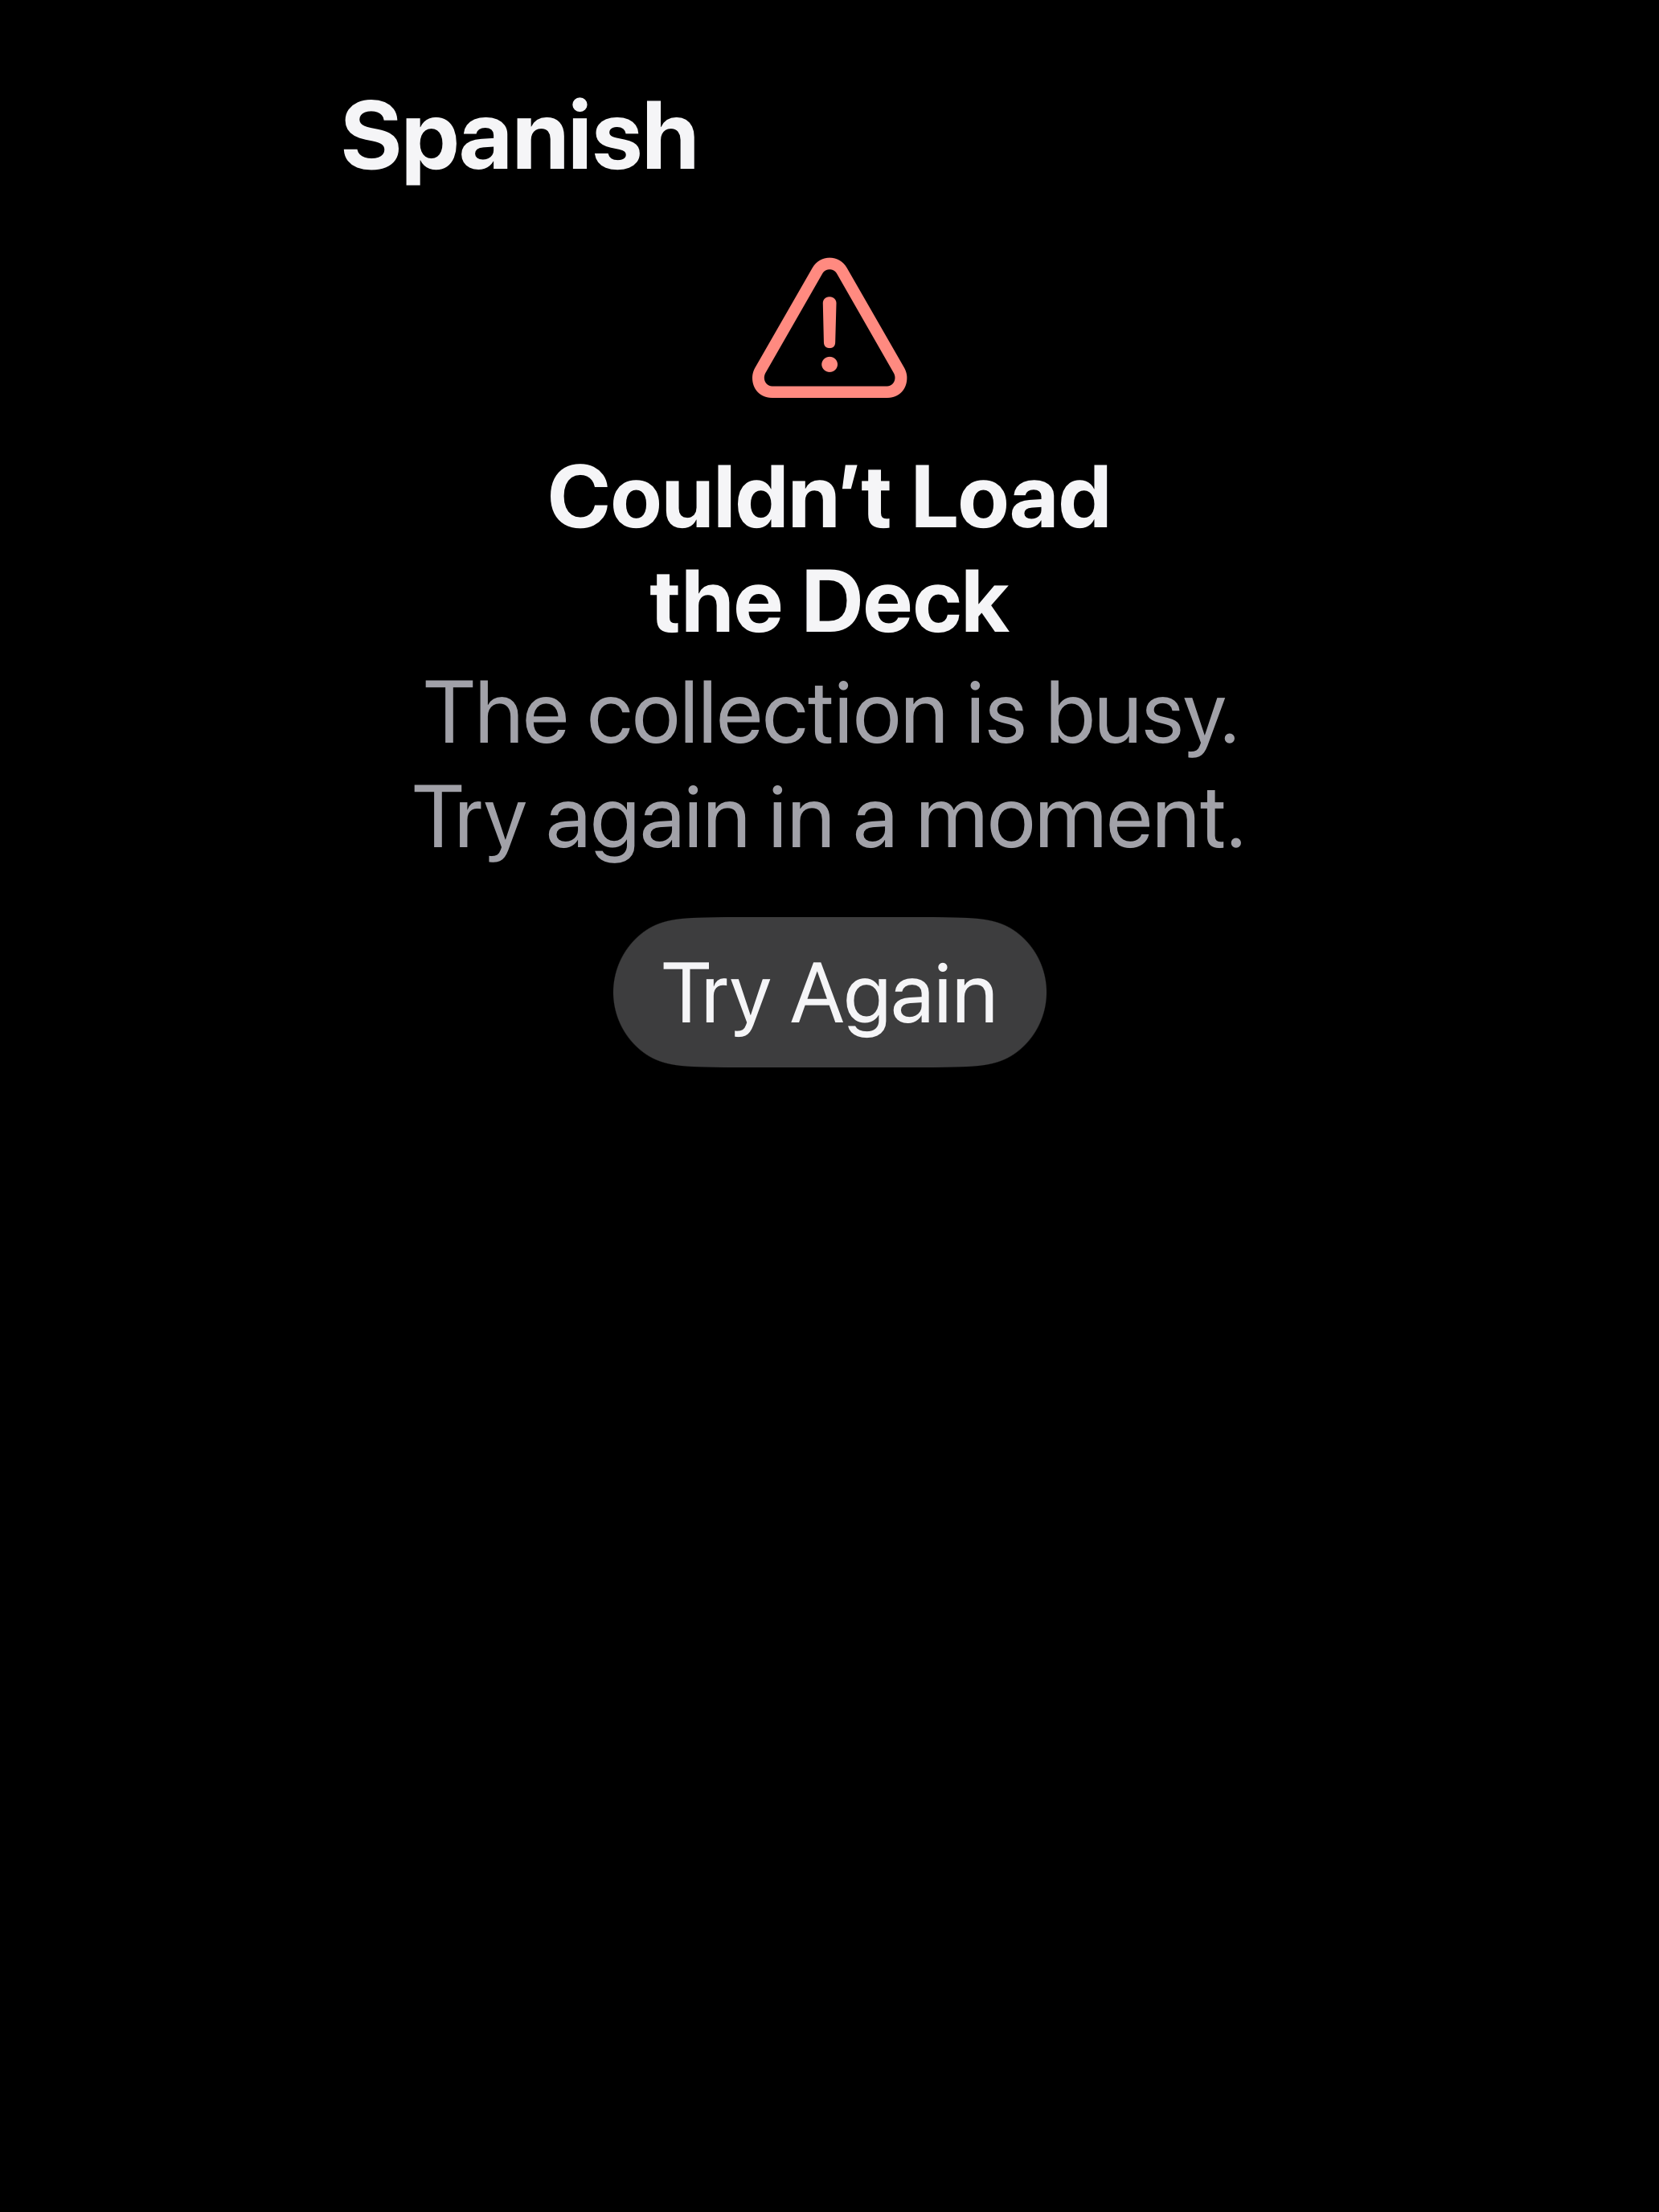 Spanish
Couldn’t Load
the Deck
The collection is busy.
Try again in a moment.
Try Again